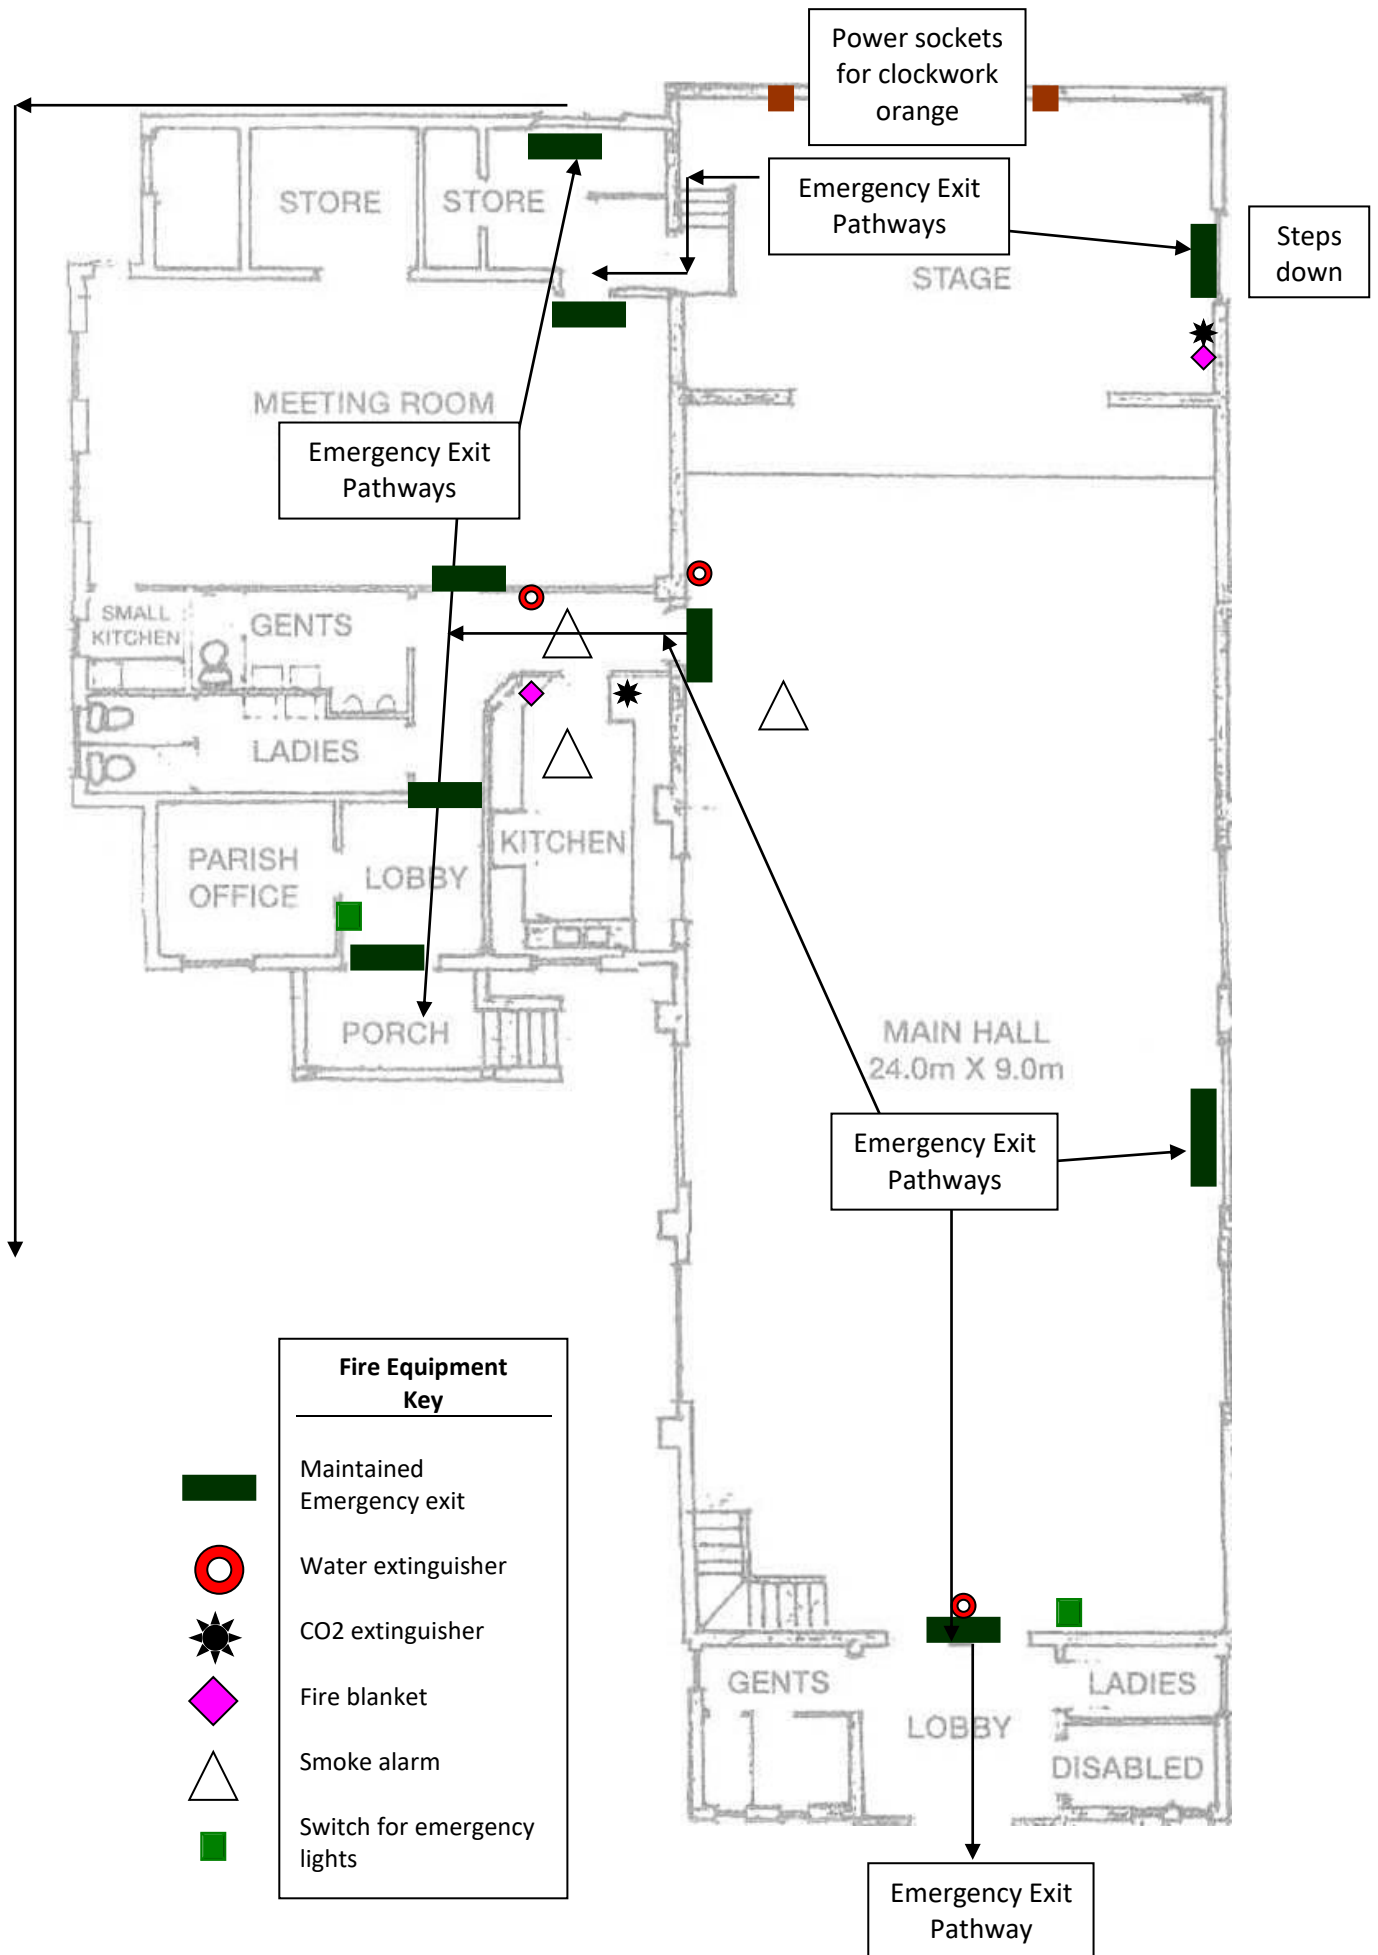 Power sockets
for clockwork
orange
Emergency Exit
Pathways
Steps
down
STORE
STORE
STAGE
MEETING ROOM
Emergency Exit
Pathways
SMALL
KITCHEN
GENTS
LADIES
KITCHEN
PARISH
OFFICE
LOBBY
PORCH
MAIN HALL
24.0m X 9.0m
Emergency Exit
Pathways
Fire Equipment
Key
Maintained
Emergency exit
Water extinguisher
CO2 extinguisher
Fire blanket
Smoke alarm
Switch for emergency
lights
GENTS
LADIES
LOBBY
DISABLED
Emergency Exit
Pathway